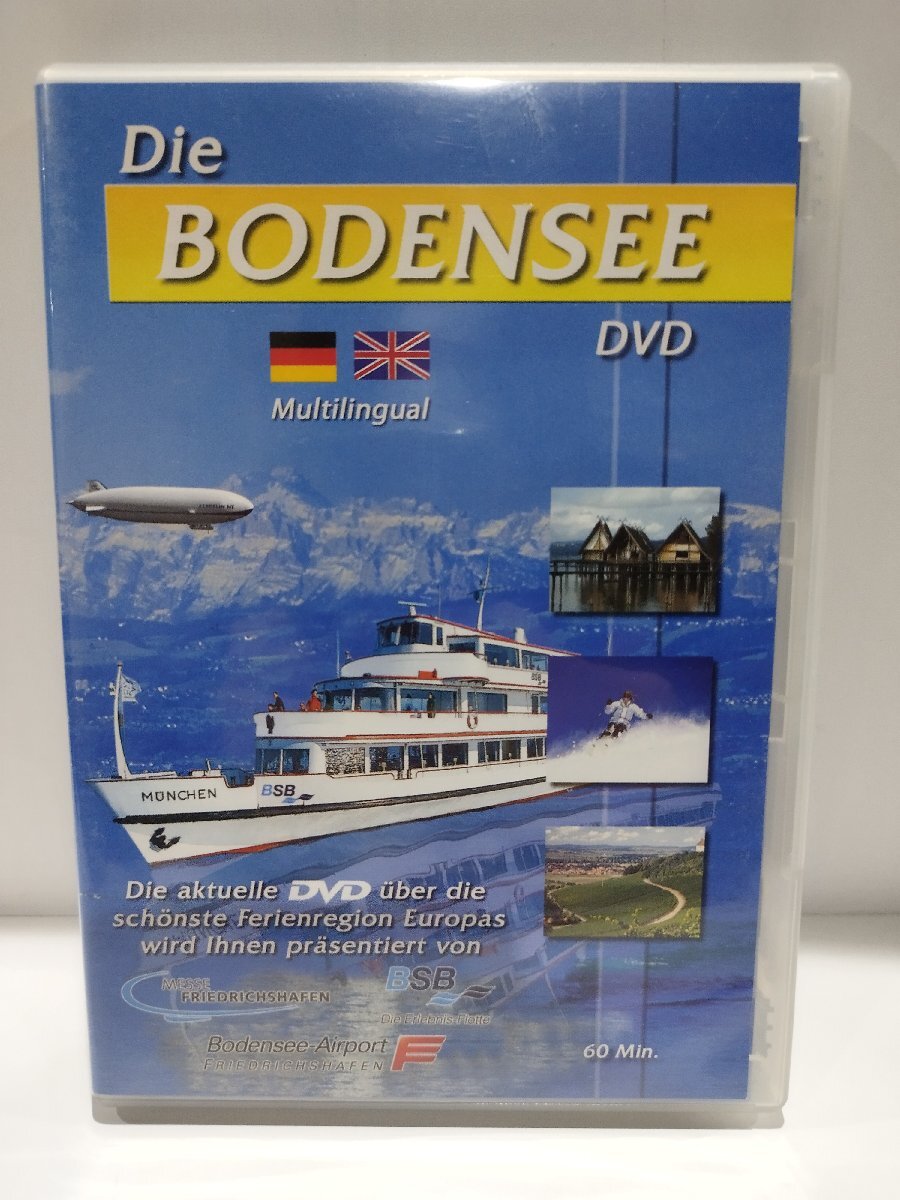 Die
BODENSEE
DVD
Multilingual
BSB
MÜNCHEN
BSB
Die aktuelle DVD über die
schönste Ferienregion Europas
wird Ihnen präsentiert von
MESSE
FRIEDRICHSHAFEN
BSB
Die Erlebnis-Flotte
Bodensee-Airport
FRIEDRICHSHAFEN
60 Min.